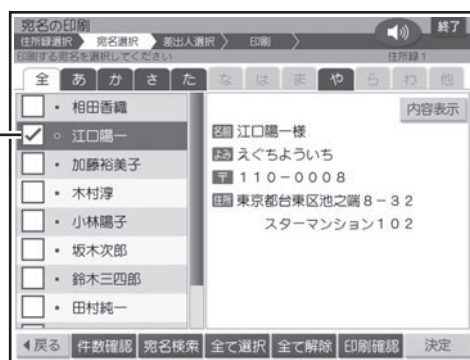 宛名の印刷
終了
住所録選択 宛名選択 差出人選択 印刷
印刷する宛名を選択してください
住所録1
全 あ か さ た な は ま や ら わ 他
相田香織
江口陽一
加藤裕美子
木村淳
小林陽子
坂木次郎
鈴木三四郎
田村純一
内容表示
名前 江口陽一様
よみ えぐちよういち
〒 110-0008
住所 東京都台東区池之端8-32
スターマンション102
戻る 件数確認 宛名検索 全て選択 全て解除 印刷確認 決定